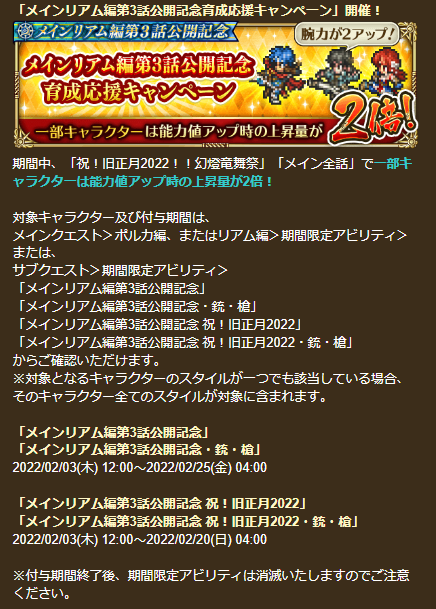 「メインリアム編第3話公開記念育成応援キャンペーン」開催！
メインリアム編第3話公開記念
腕力が2アップ！
メインリアム編第3話公開記念
育成応援キャンペーン
一部キャラクターは能力値アップ時の上昇量が
2倍！
期間中、「祝！旧正月2022！！幻燈竜舞祭」「メイン全話」で一部キ
ャラクターは能力値アップ時の上昇量が2倍！
対象キャラクター及び付与期間は、
メインクエスト＞ポルカ編、またはリアム編＞期間限定アビリティ＞
または、
サブクエスト＞期間限定アビリティ＞
「メインリアム編第3話公開記念」
「メインリアム編第3話公開記念・銃・槍」
「メインリアム編第3話公開記念 祝！旧正月2022」
「メインリアム編第3話公開記念 祝！旧正月2022・銃・槍」
からご確認いただけます。
※対象となるキャラクターのスタイルが一つでも該当している場合、
そのキャラクター全てのスタイルが対象に含まれます。
「メインリアム編第3話公開記念」
「メインリアム編第3話公開記念・銃・槍」
2022/02/03(木) 12:00～2022/02/25(金) 04:00
「メインリアム編第3話公開記念 祝！旧正月2022」
「メインリアム編第3話公開記念 祝！旧正月2022・銃・槍」
2022/02/03(木) 12:00～2022/02/20(日) 04:00
※付与期間終了後、期間限定アビリティは消滅いたしますのでご注意
ください。